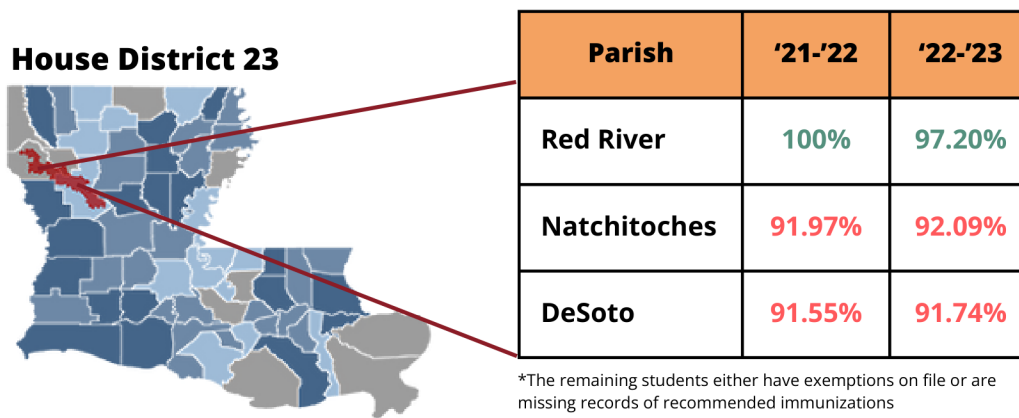 House District 23
Parish ‘21-’22 ‘22-’23
Red River 100% 97.20%
Natchitoches 91.97% 92.09%
DeSoto 91.55% 91.74%
*The remaining students either have exemptions on file or are
missing records of recommended immunizations